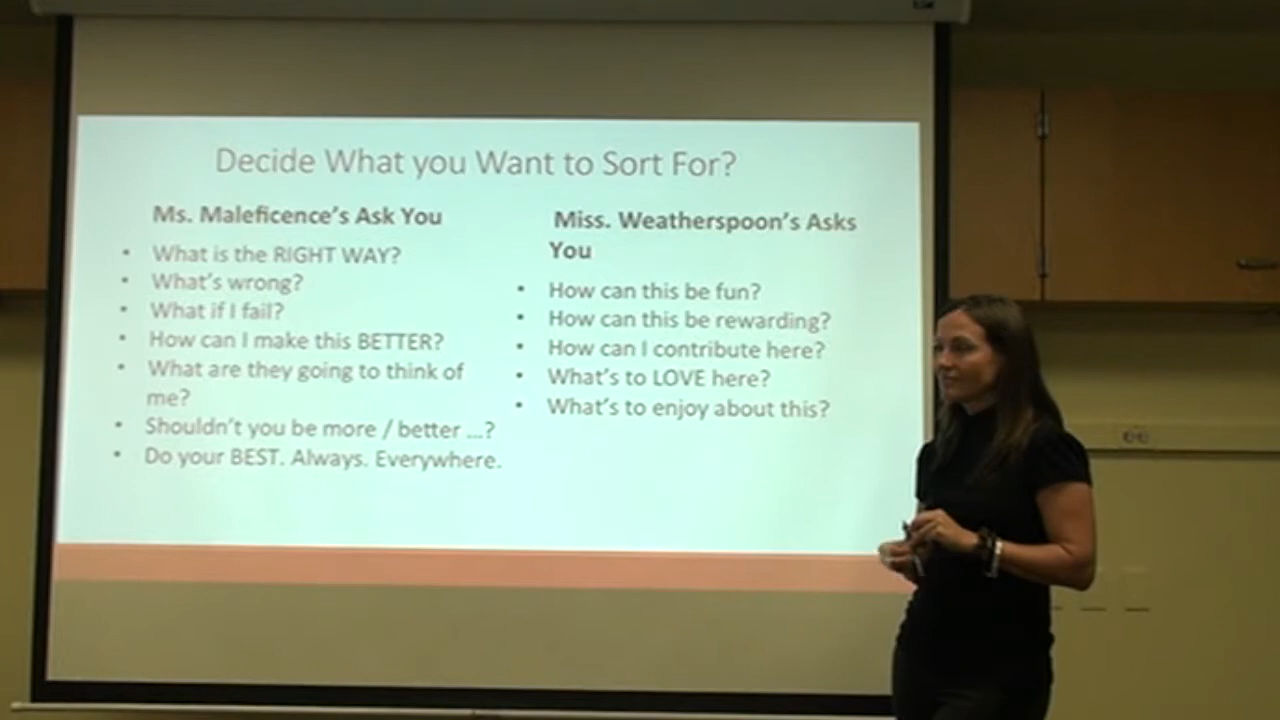 Decide What you Want to Sort For?
Ms. Maleficence's Ask You
• What is the RIGHT WAY?
• What's wrong?
• What if I fail?
• How can I make this BETTER?
• What are they going to think of
me?
• Shouldn't you be more / better ...?
• Do your BEST. Always. Everywhere.
Miss. Weatherspoon's Asks
You
• How can this be fun?
• How can this be rewarding?
• How can I contribute here?
• What's to LOVE here?
• What's to enjoy about this?